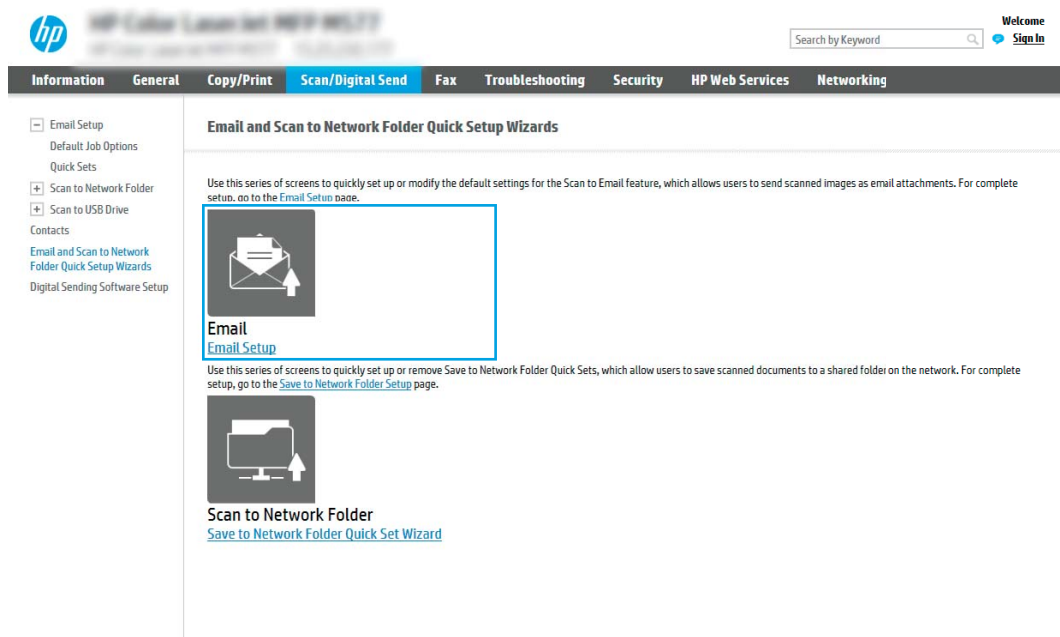 hp
Welcome
Search by Keyword
Sign In
Information General Copy/Print Scan/Digital Send Fax Troubleshooting Security HP Web Services Networking
Email Setup
Default Job Options
Quick Sets
Scan to Network Folder
Scan to USB Drive
Contacts
Email and Scan to Network
Folder Quick Setup Wizards
Digital Sending Software Setup
Email and Scan to Network Folder Quick Setup Wizards
Use this series of screens to quickly set up or modify the default settings for the Scan to Email feature, which allows users to send scanned images as email attachments. For complete
setup, go to the Email Setup page.
Email
Email Setup
Use this series of screens to quickly set up or remove Save to Network Folder Quick Sets, which allow users to save scanned documents to a shared folder on the network. For complete
setup, go to the Save to Network Folder Setup page.
Scan to Network Folder
Save to Network Folder Quick Set Wizard